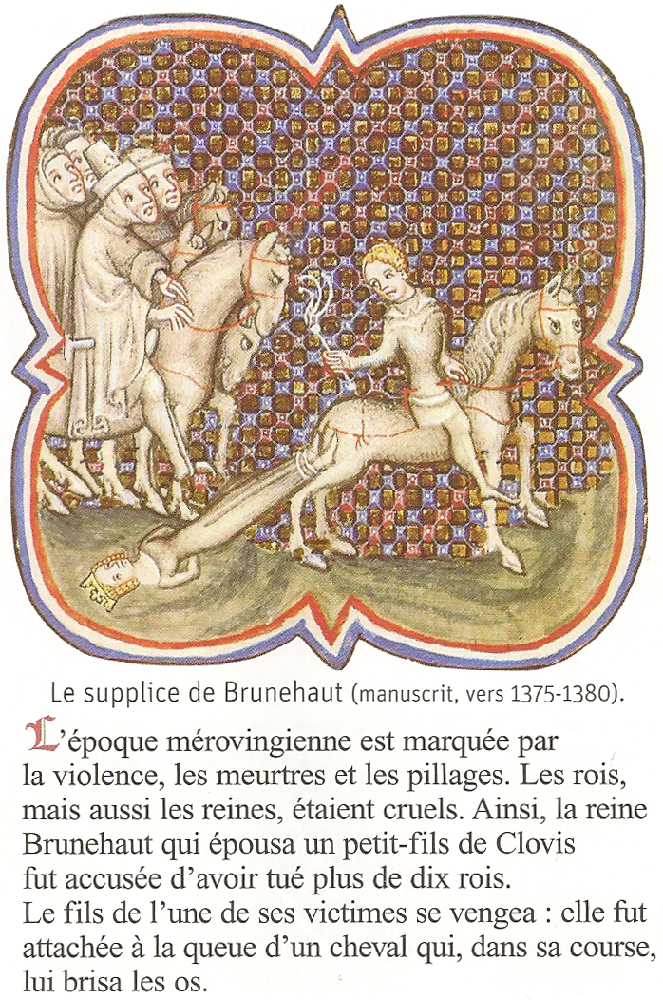 Le supplice de Brunehaut (manuscrit, vers 1375-1380).
L'époque mérovingienne est marquée par
la violence, les meurtres et les pillages. Les rois,
mais aussi les reines, étaient cruels. Ainsi, la reine
Brunehaut qui épousa un petit-fils de Clovis
fut accusée d'avoir tué plus de dix rois.
Le fils de l'une de ses victimes se vengea : elle fut
attachée à la queue d'un cheval qui, dans sa course,
lui brisa les os.